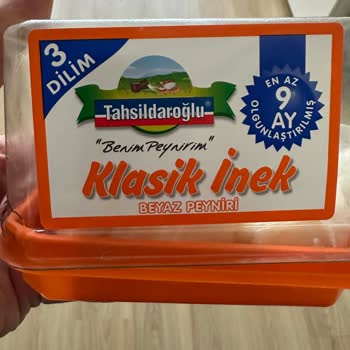 3
DİLİM
Tahsildaroğlu®
"Benim Peynirim"
Klasik İnek
BEYAZ PEYNİRİ
EN AZ
9
AY
OLGUNLAŞTIRILMIŞ